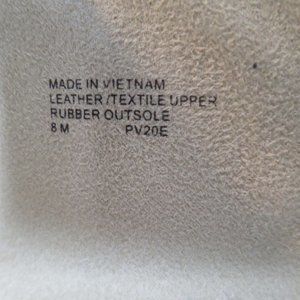 MADE IN VIETNAM
LEATHER/TEXTILE UPPER
RUBBER OUTSOLE
8 M PV20E